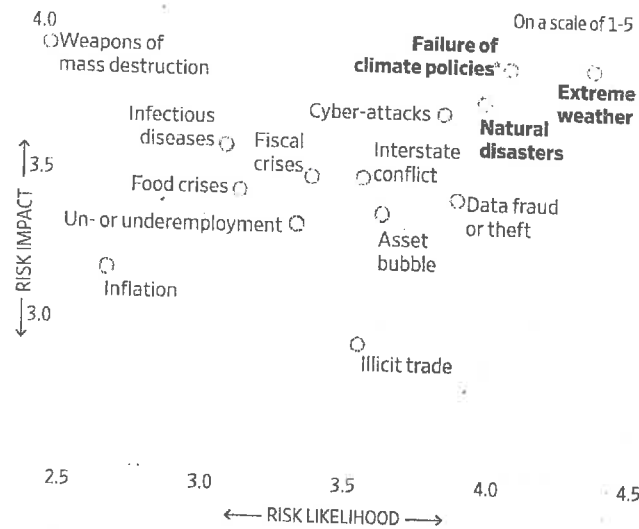 4.0
On a scale of 1-5
Weapons of
mass destruction
Failure of
climate policies*
Extreme
weather
Infectious
diseases
Cyber-attacks
Natural
disasters
Fiscal
crises
Interstate
conflict
3.5
Food crises
Data fraud
or theft
Un- or underemployment
Asset
bubble
RISK IMPACT
Inflation
3.0
Illicit trade
2.5
3.0
3.5
4.0
4.5
RISK LIKELIHOOD